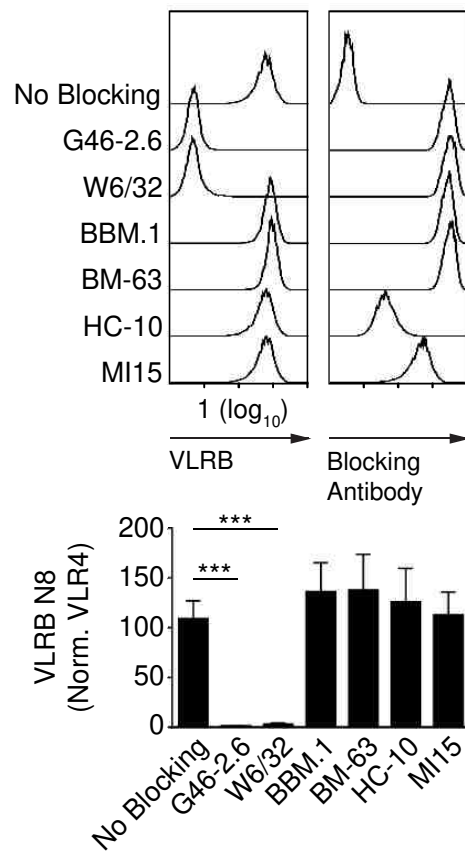 No Blocking
G46-2.6
W6/32
BBM.1
BM-63
HC-10
MI15
1 (log10)
VLRB
Blocking
Antibody
VLRB N8
(Norm. VLR4)
200
150
100
50
0
***
***
No Blocking
G46-2.6
W6/32
BBM.1
BM-63
HC-10
MI15